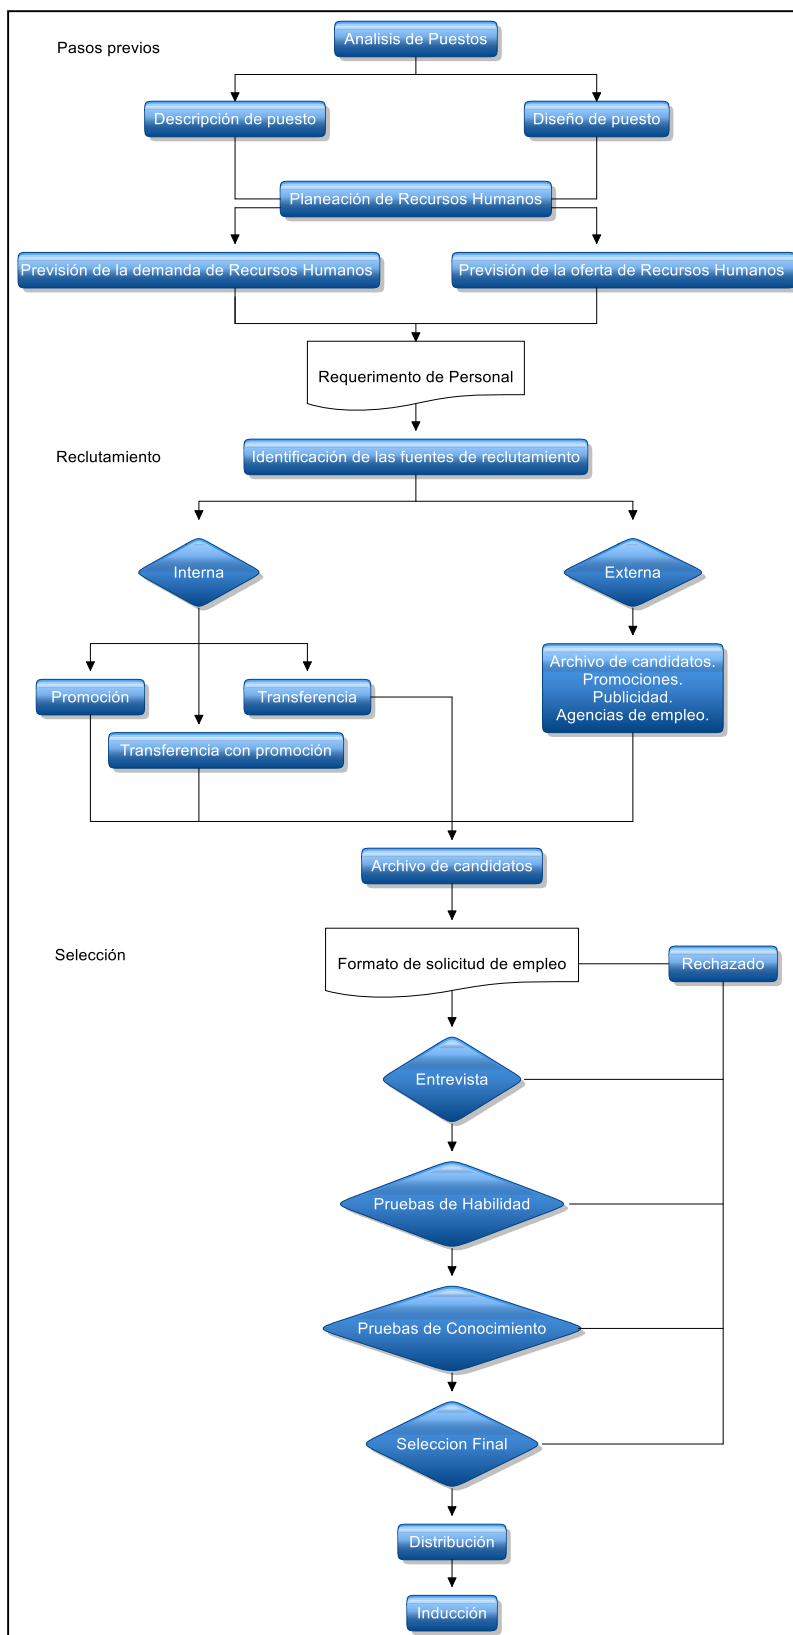 Pasos previos
Analisis de Puestos
Descripción de puesto
Diseño de puesto
Planeación de Recursos Humanos
Previsión de la demanda de Recursos Humanos
Previsión de la oferta de Recursos Humanos
Requerimento de Personal
Reclutamiento
Identificación de las fuentes de reclutamiento
Interna
Externa
Promoción
Transferencia
Transferencia con promoción
Archivo de candidatos.
Promociones.
Publicidad.
Agencias de empleo.
Archivo de candidatos
Selección
Formato de solicitud de empleo
Rechazado
Entrevista
Pruebas de Habilidad
Pruebas de Conocimiento
Seleccion Final
Distribución
Inducción